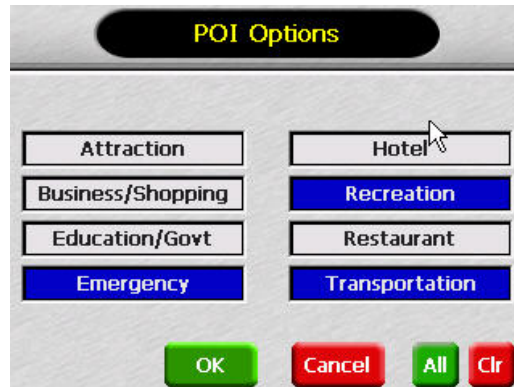 POI Options
Attraction
Hotel
Business/Shopping
Recreation
Education/Govt
Restaurant
Emergency
Transportation
OK
Cancel
All
Clr